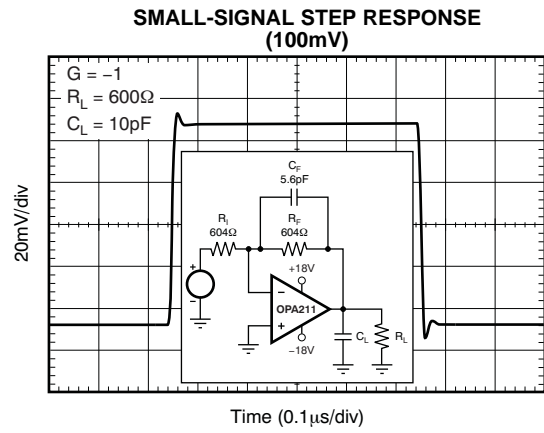 SMALL-SIGNAL STEP RESPONSE
(100mV)
G = −1
R_L = 600Ω
C_L = 10pF
20mV/div
C_F
5.6pF
R_I
604Ω
R_F
604Ω
+
−
+18V
−
OPA211
+
−18V
C_L
R_L
Time (0.1μs/div)